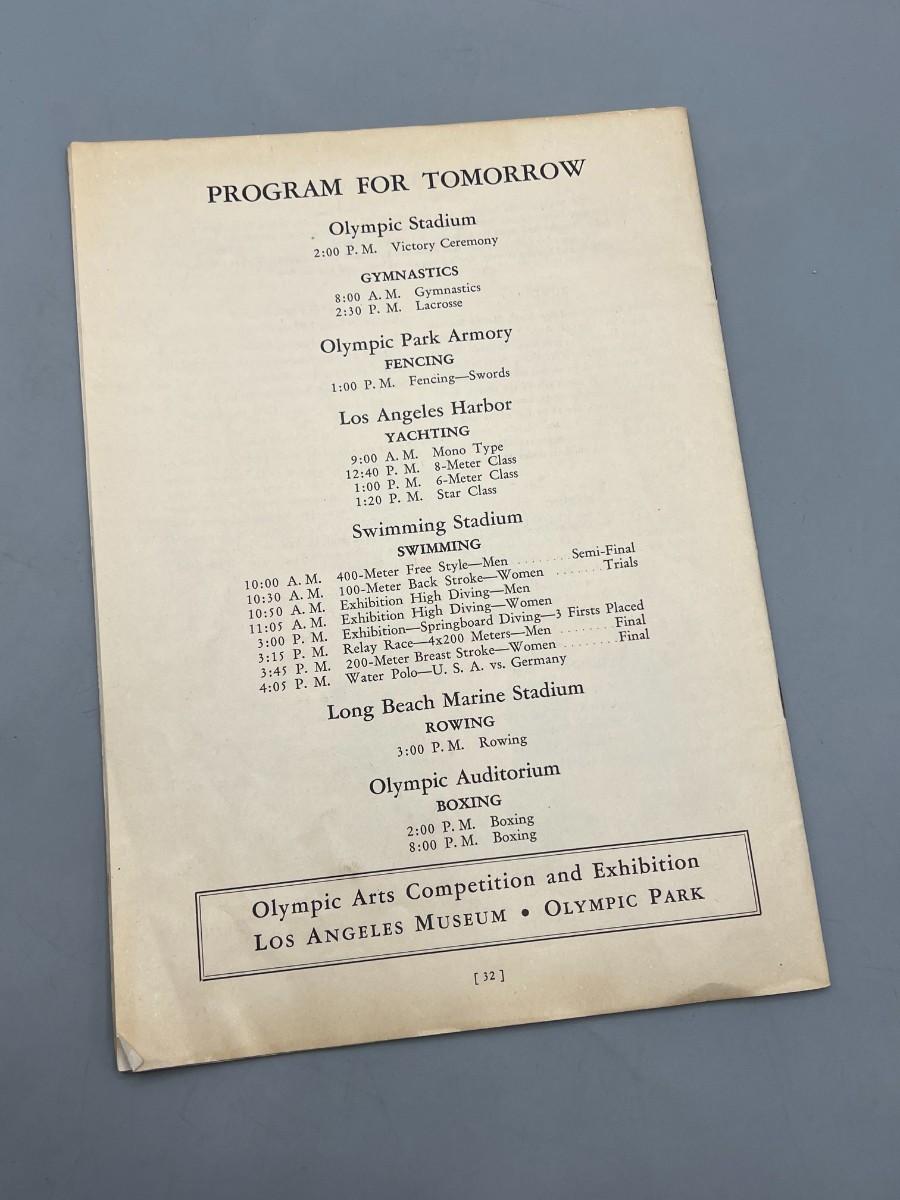 PROGRAM FOR TOMORROW
Olympic Stadium
2:00 P. M. Victory Ceremony
GYMNASTICS
8:00 A. M. Gymnastics
2:30 P. M. Lacrosse
Olympic Park Armory
FENCING
1:00 P. M. Fencing—Swords
Los Angeles Harbor
YACHTING
9:00 A. M. Mono Type
12:40 P. M. 8-Meter Class
1:00 P. M. 6-Meter Class
1:20 P. M. Star Class
Swimming Stadium
SWIMMING
10:00 A. M. 400-Meter Free Style—Men ........ Semi-Final
10:30 A. M. 100-Meter Back Stroke—Women ....... Trials
10:50 A. M. Exhibition High Diving—Men
11:05 A. M. Exhibition High Diving—Women
3:00 P. M. Exhibition—Springboard Diving—3 Firsts Placed
3:15 P. M. Relay Race—4x200 Meters—Men ........ Final
3:45 P. M. 200-Meter Breast Stroke—Women ........ Final
4:05 P. M. Water Polo—U. S. A. vs. Germany
Long Beach Marine Stadium
ROWING
3:00 P. M. Rowing
Olympic Auditorium
BOXING
2:00 P. M. Boxing
8:00 P. M. Boxing
Olympic Arts Competition and Exhibition
LOS ANGELES MUSEUM • OLYMPIC PARK
[ 32 ]